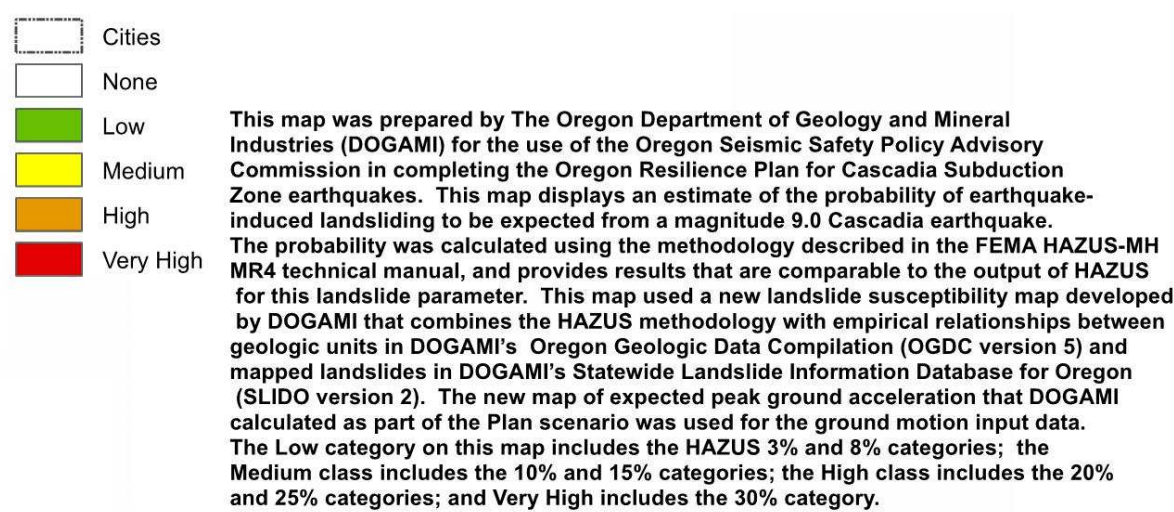 Cities
None
Low
Medium
High
Very High
This map was prepared by The Oregon Department of Geology and Mineral
Industries (DOGAMI) for the use of the Oregon Seismic Safety Policy Advisory
Commission in completing the Oregon Resilience Plan for Cascadia Subduction
Zone earthquakes. This map displays an estimate of the probability of earthquake-
induced landsliding to be expected from a magnitude 9.0 Cascadia earthquake.
The probability was calculated using the methodology described in the FEMA HAZUS-MH
MR4 technical manual, and provides results that are comparable to the output of HAZUS
for this landslide parameter. This map used a new landslide susceptibility map developed
by DOGAMI that combines the HAZUS methodology with empirical relationships between
geologic units in DOGAMI's Oregon Geologic Data Compilation (OGDC version 5) and
mapped landslides in DOGAMI's Statewide Landslide Information Database for Oregon
(SLIDO version 2). The new map of expected peak ground acceleration that DOGAMI
calculated as part of the Plan scenario was used for the ground motion input data.
The Low category on this map includes the HAZUS 3% and 8% categories; the
Medium class includes the 10% and 15% categories; the High class includes the 20%
and 25% categories; and Very High includes the 30% category.